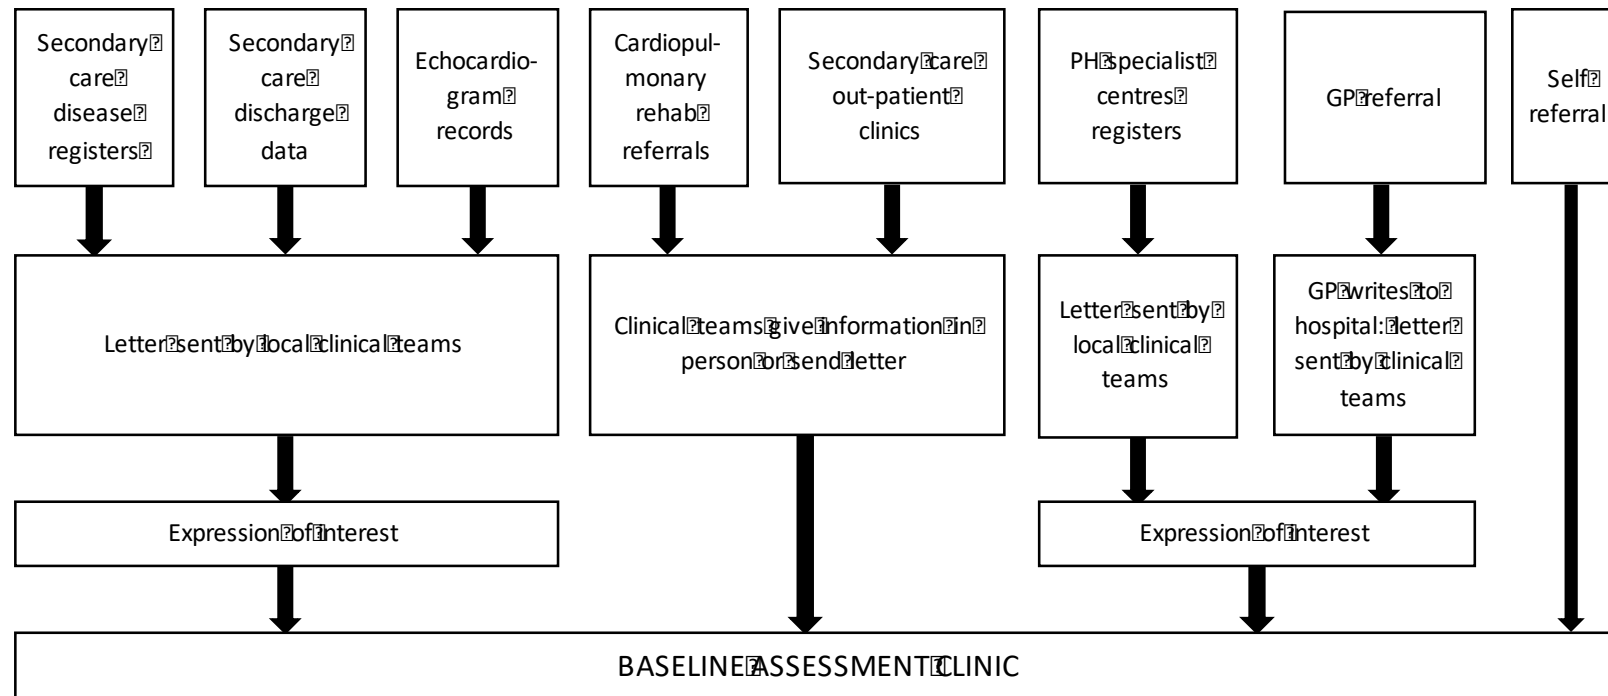 Secondary
care
disease
registers
Secondary
care
discharge
data
Echocardio-
gram
records
Cardiopul-
monary
rehab
referrals
Secondary care
out-patient
clinics
PH specialist
centres
registers
GP referral
Self
referral
Letter sent by local clinical teams
Clinical teams give information in
person or send letter
Letter sent by
local clinical
teams
GP writes to
hospital: letter
sent by clinical
teams
Expression of interest
Expression of interest
BASELINE ASSESSMENT CLINIC